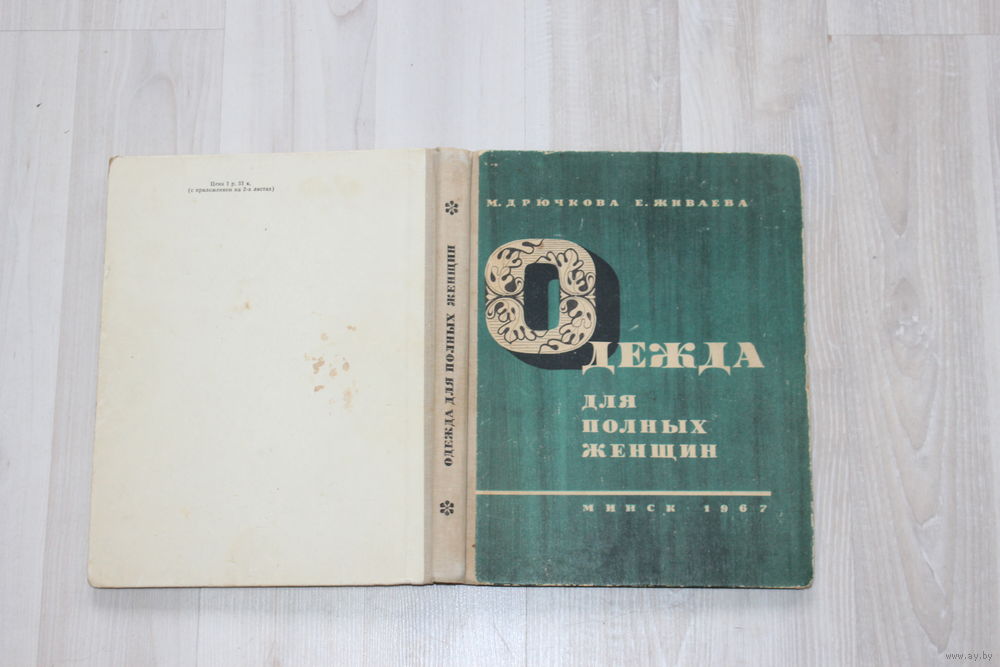 Цена 1 р. 31 к.
(с приложением на 2-х листах)
ОДЕЖДА ДЛЯ ПОЛНЫХ ЖЕНЩИН
М. ДРЮЧКОВА Е. ЖИВАЕВА
ОДЕЖДА
ДЛЯ
ПОЛНЫХ
ЖЕНЩИН
МИНСК 1967
www.ay.by